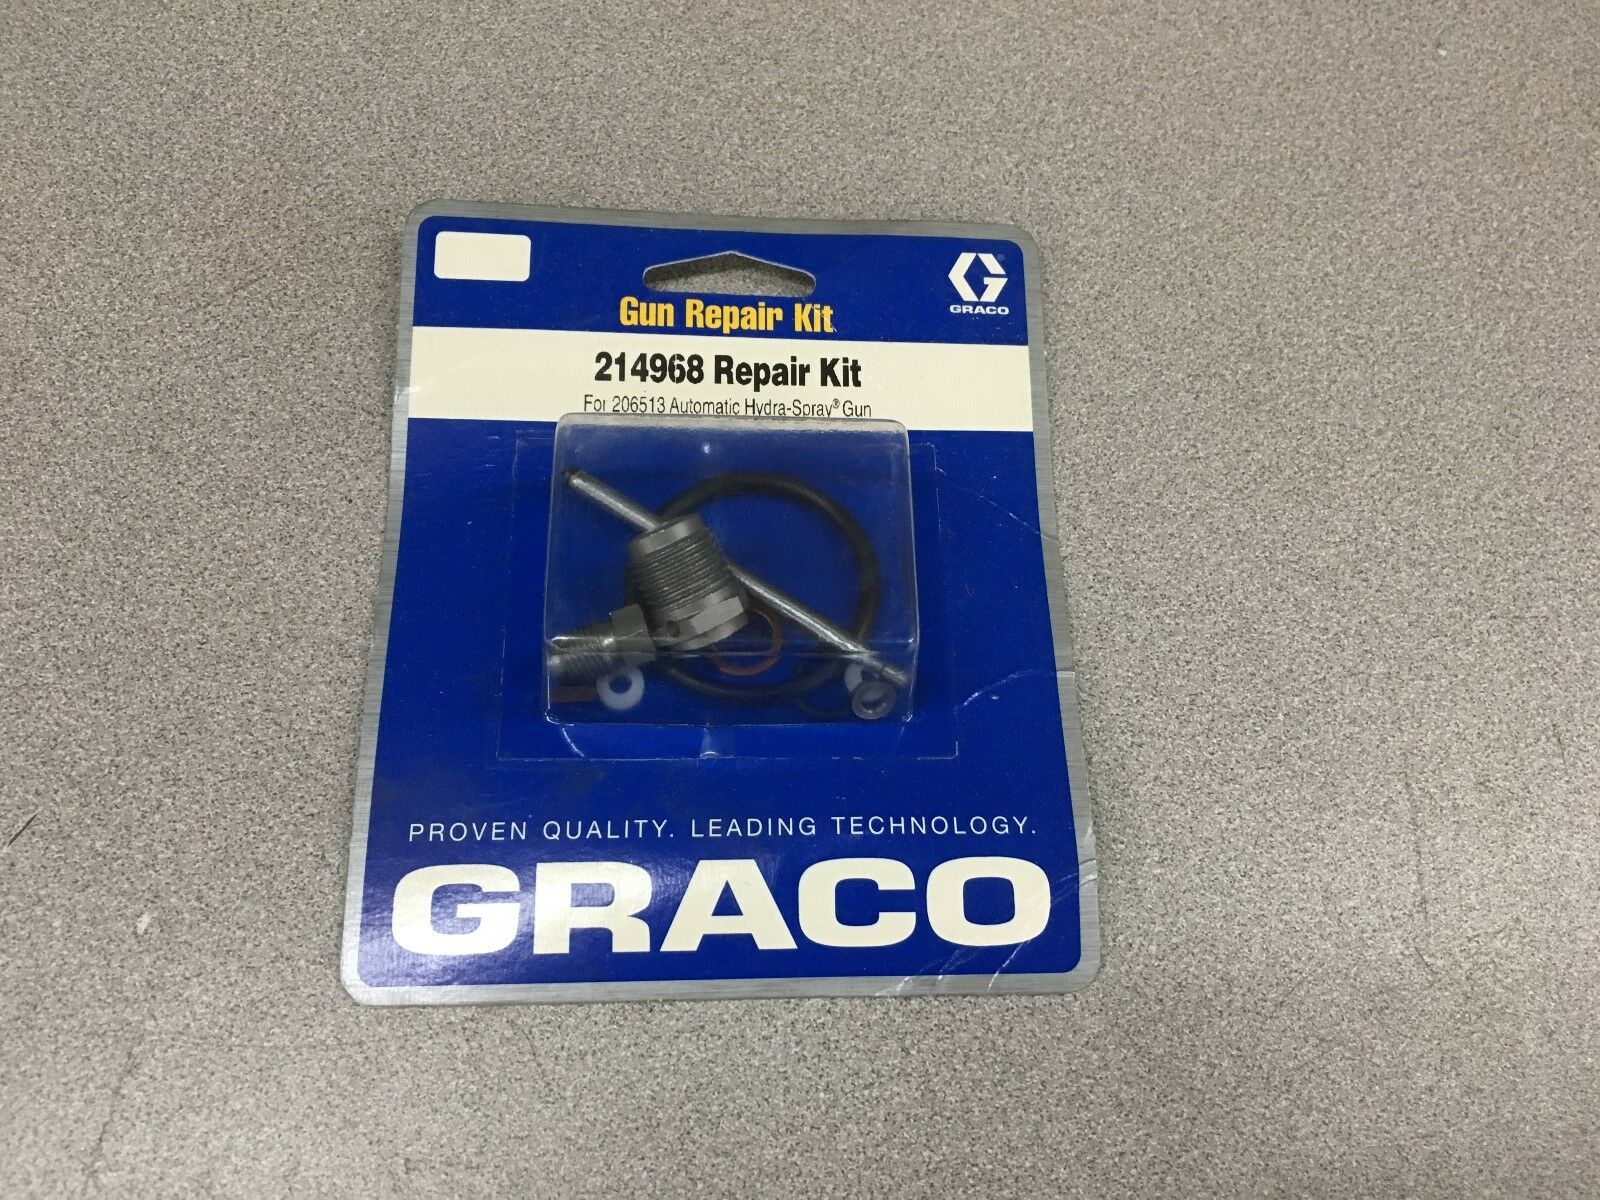 GRACO
Gun Repair Kit
214968 Repair Kit
For 206513 Automatic Hydra-Spray® Gun
PROVEN QUALITY. LEADING TECHNOLOGY.
GRACO